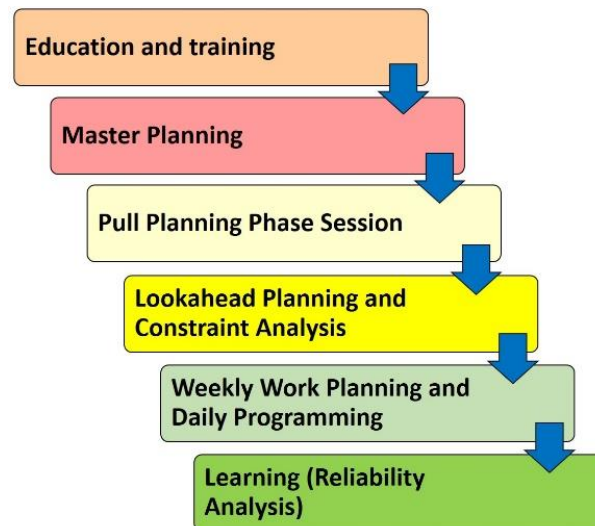 Education and training
Master Planning
Pull Planning Phase Session
Lookahead Planning and
Constraint Analysis
Weekly Work Planning and
Daily Programming
Learning (Reliability
Analysis)